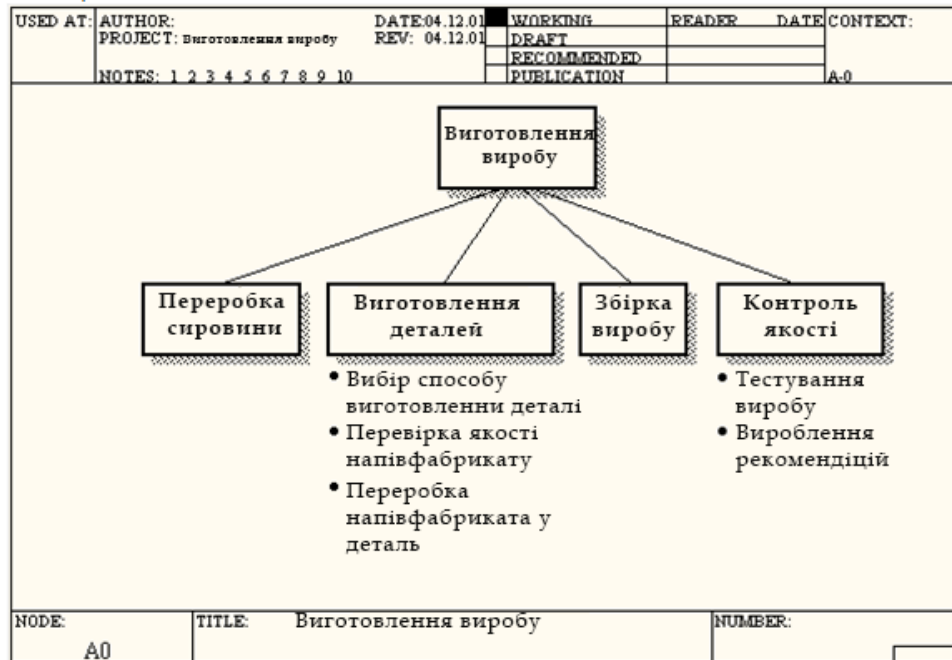 USED AT:
AUTHOR:
DATE:04.12.01
PROJECT: Виготовлення виробу
REV: 04.12.01
NOTES: 1 2 3 4 5 6 7 8 9 10
WORKING
DRAFT
RECOMMENDED
PUBLICATION
READER DATE
CONTEXT:
A-0
Виготовлення
виробу
Переробка
сировини
Виготовлення
деталей
Збірка
виробу
Контроль
якості
• Вибір способу
виготовленни деталі
• Перевірка якості
напівфабрикату
• Переробка
напівфабриката у
деталь
• Тестування
виробу
• Вироблення
рекомендіцій
NODE:
A0
TITLE: Виготовлення виробу
NUMBER: